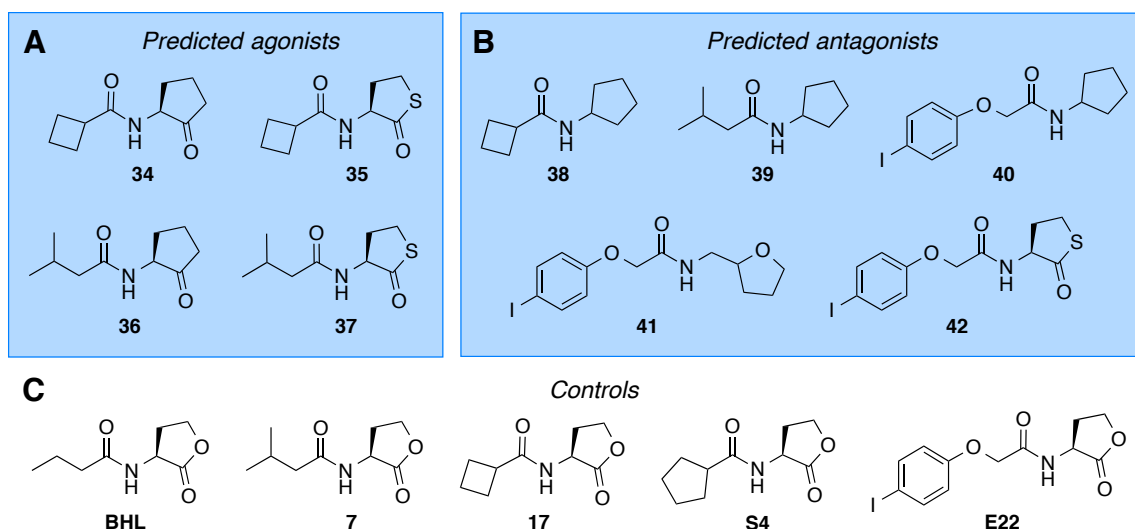 A Predicted agonists
O
N
H
O
34
O
N
H
S
O
35
O
N
H
O
36
O
N
H
S
O
37
B Predicted antagonists
O
N
H
38
O
N
H
39
O
O
N
H
I
40
O
O
N
H
O
I
41
O
O
N
H
S
O
I
42
C Controls
O
N
H
O
O
BHL
O
N
H
O
O
7
O
N
H
O
O
17
O
N
H
O
O
S4
O
O
N
H
O
O
I
E22